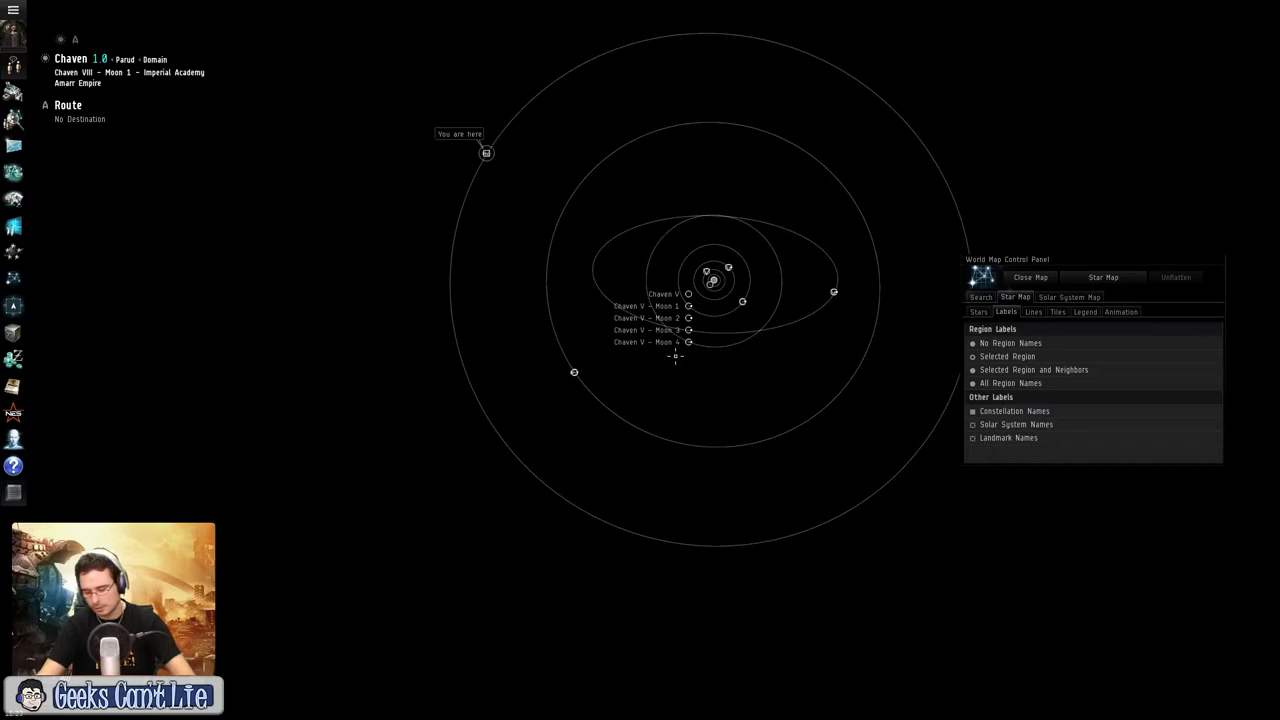 Chaven 1.0 < Parud < Domain
Chaven VIII - Moon 1 - Imperial Academy
Amarr Empire
Route
No Destination
You are here
Chaven V
Chaven V - Moon 1
Chaven V - Moon 2
Chaven V - Moon 3
Chaven V - Moon 4
World Map Control Panel
Close Map
Star Map
Unflatten
Search
Star Map
Solar System Map
Stars
Labels
Lines
Tiles
Legend
Animation
Region Labels
No Region Names
Selected Region
Selected Region and Neighbors
All Region Names
Other Labels
Constellation Names
Solar System Names
Landmark Names
NES
Geeks Can't Lie